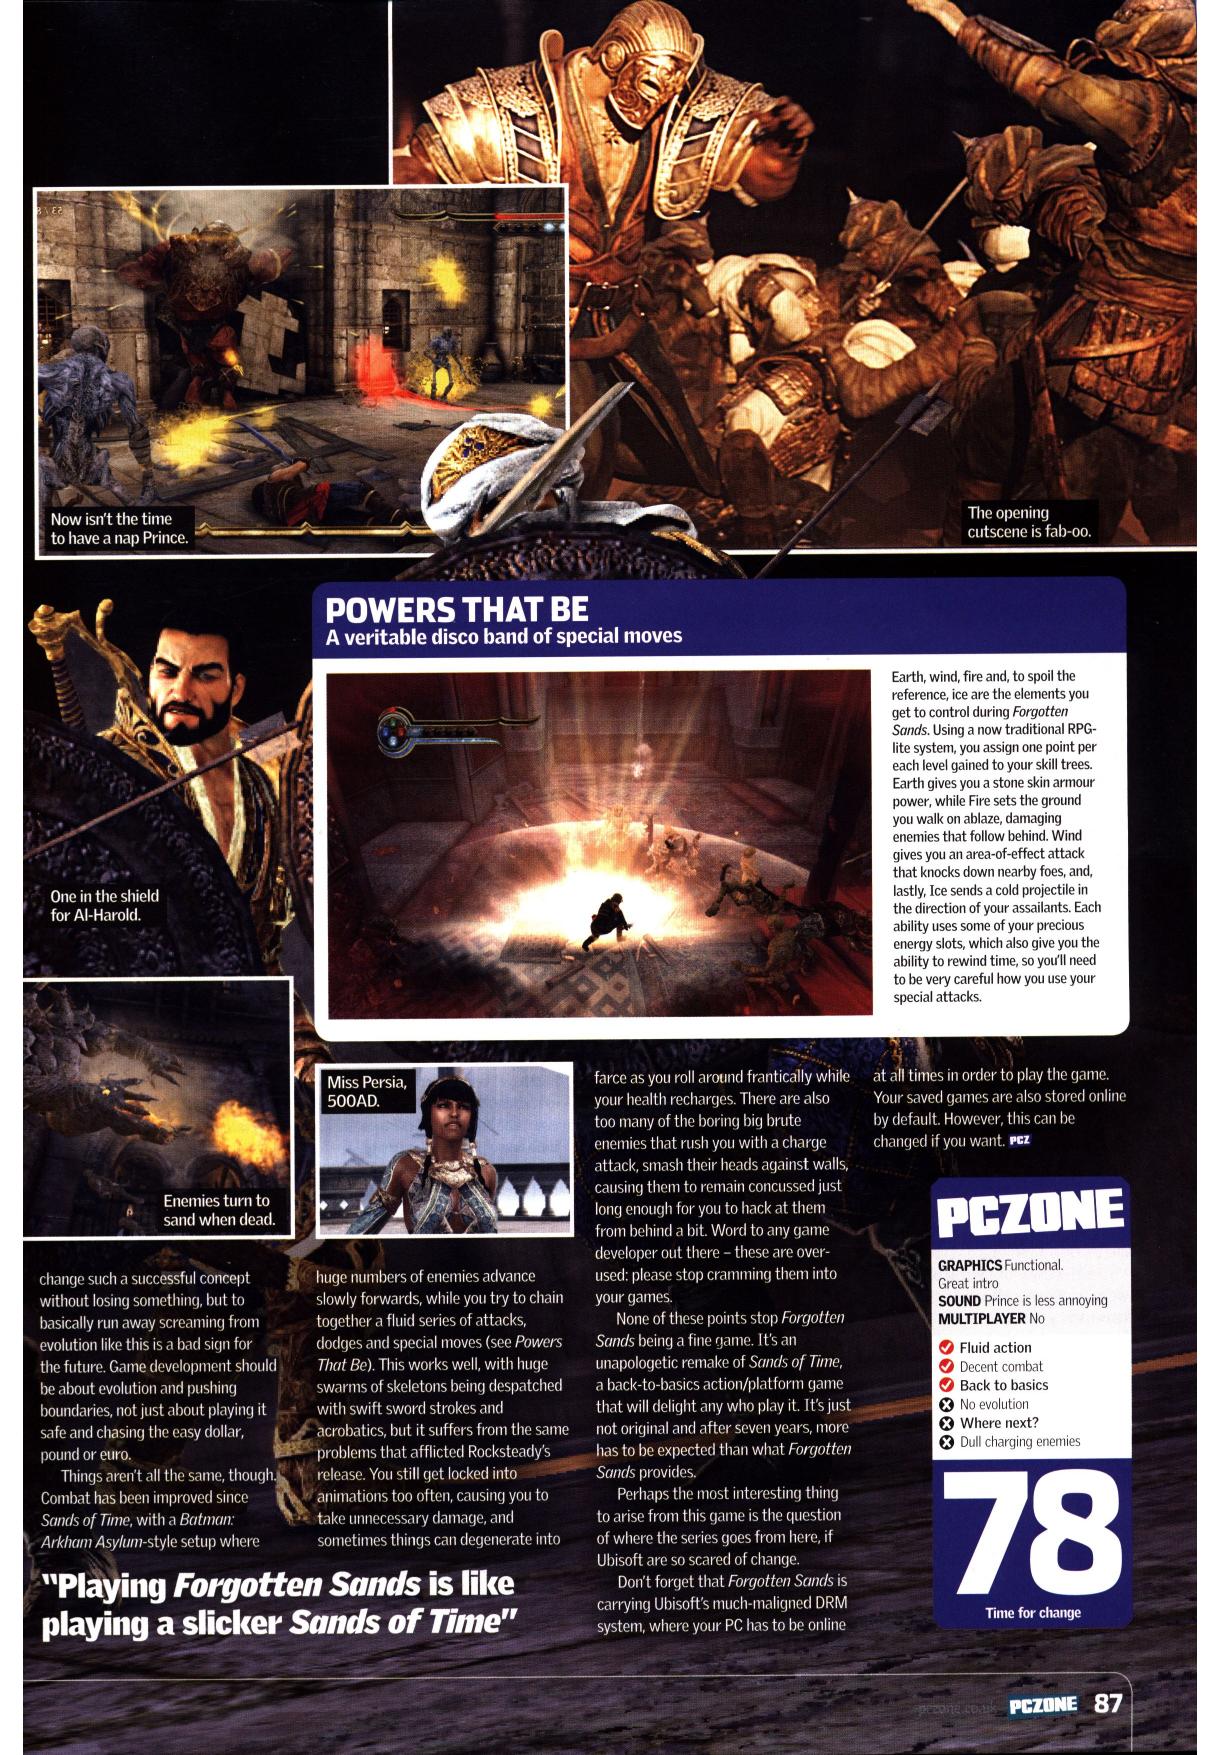 Now isn't the time
to have a nap Prince.
The opening
cutscene is fab-oo.
POWERS THAT BE
A veritable disco band of special moves
Earth, wind, fire and, to spoil the
reference, ice are the elements you
get to control during Forgotten
Sands. Using a now traditional RPG-
lite system, you assign one point per
each level gained to your skill trees.
Earth gives you a stone skin armour
power, while Fire sets the ground
you walk on ablaze, damaging
enemies that follow behind. Wind
gives you an area-of-effect attack
that knocks down nearby foes, and,
lastly, Ice sends a cold projectile in
the direction of your assailants. Each
ability uses some of your precious
energy slots, which also give you the
ability to rewind time, so you'll need
to be very careful how you use your
special attacks.
One in the shield
for Al-Harold.
Enemies turn to
sand when dead.
Miss Persia,
500AD.
change such a successful concept
without losing something, but to
basically run away screaming from
evolution like this is a bad sign for
the future. Game development should
be about evolution and pushing
boundaries, not just about playing it
safe and chasing the easy dollar,
pound or euro.
Things aren't all the same, though.
Combat has been improved since
Sands of Time, with a Batman:
Arkham Asylum-style setup where
huge numbers of enemies advance
slowly forwards, while you try to chain
together a fluid series of attacks,
dodges and special moves (see Powers
That Be). This works well, with huge
swarms of skeletons being despatched
with swift sword strokes and
acrobatics, but it suffers from the same
problems that afflicted Rocksteady's
release. You still get locked into
animations too often, causing you to
take unnecessary damage, and
sometimes things can degenerate into
farce as you roll around frantically while
your health recharges. There are also
too many of the boring big brute
enemies that rush you with a charge
attack, smash their heads against walls,
causing them to remain concussed just
long enough for you to hack at them
from behind a bit. Word to any game
developer out there – these are over-
used: please stop cramming them into
your games.
None of these points stop Forgotten
Sands being a fine game. It's an
unapologetic remake of Sands of Time,
a back-to-basics action/platform game
that will delight any who play it. It's just
not original and after seven years, more
has to be expected than what Forgotten
Sands provides.
Perhaps the most interesting thing
to arise from this game is the question
of where the series goes from here, if
Ubisoft are so scared of change.
Don't forget that Forgotten Sands is
carrying Ubisoft's much-maligned DRM
system, where your PC has to be online
at all times in order to play the game.
Your saved games are also stored online
by default. However, this can be
changed if you want. PCZ
"Playing Forgotten Sands is like
playing a slicker Sands of Time"
PCZONE
GRAPHICS Functional.
Great intro
SOUND Prince is less annoying
MULTIPLAYER No
Fluid action
Decent combat
Back to basics
No evolution
Where next?
Dull charging enemies
78
Time for change
pczone.co.uk PCZONE 87